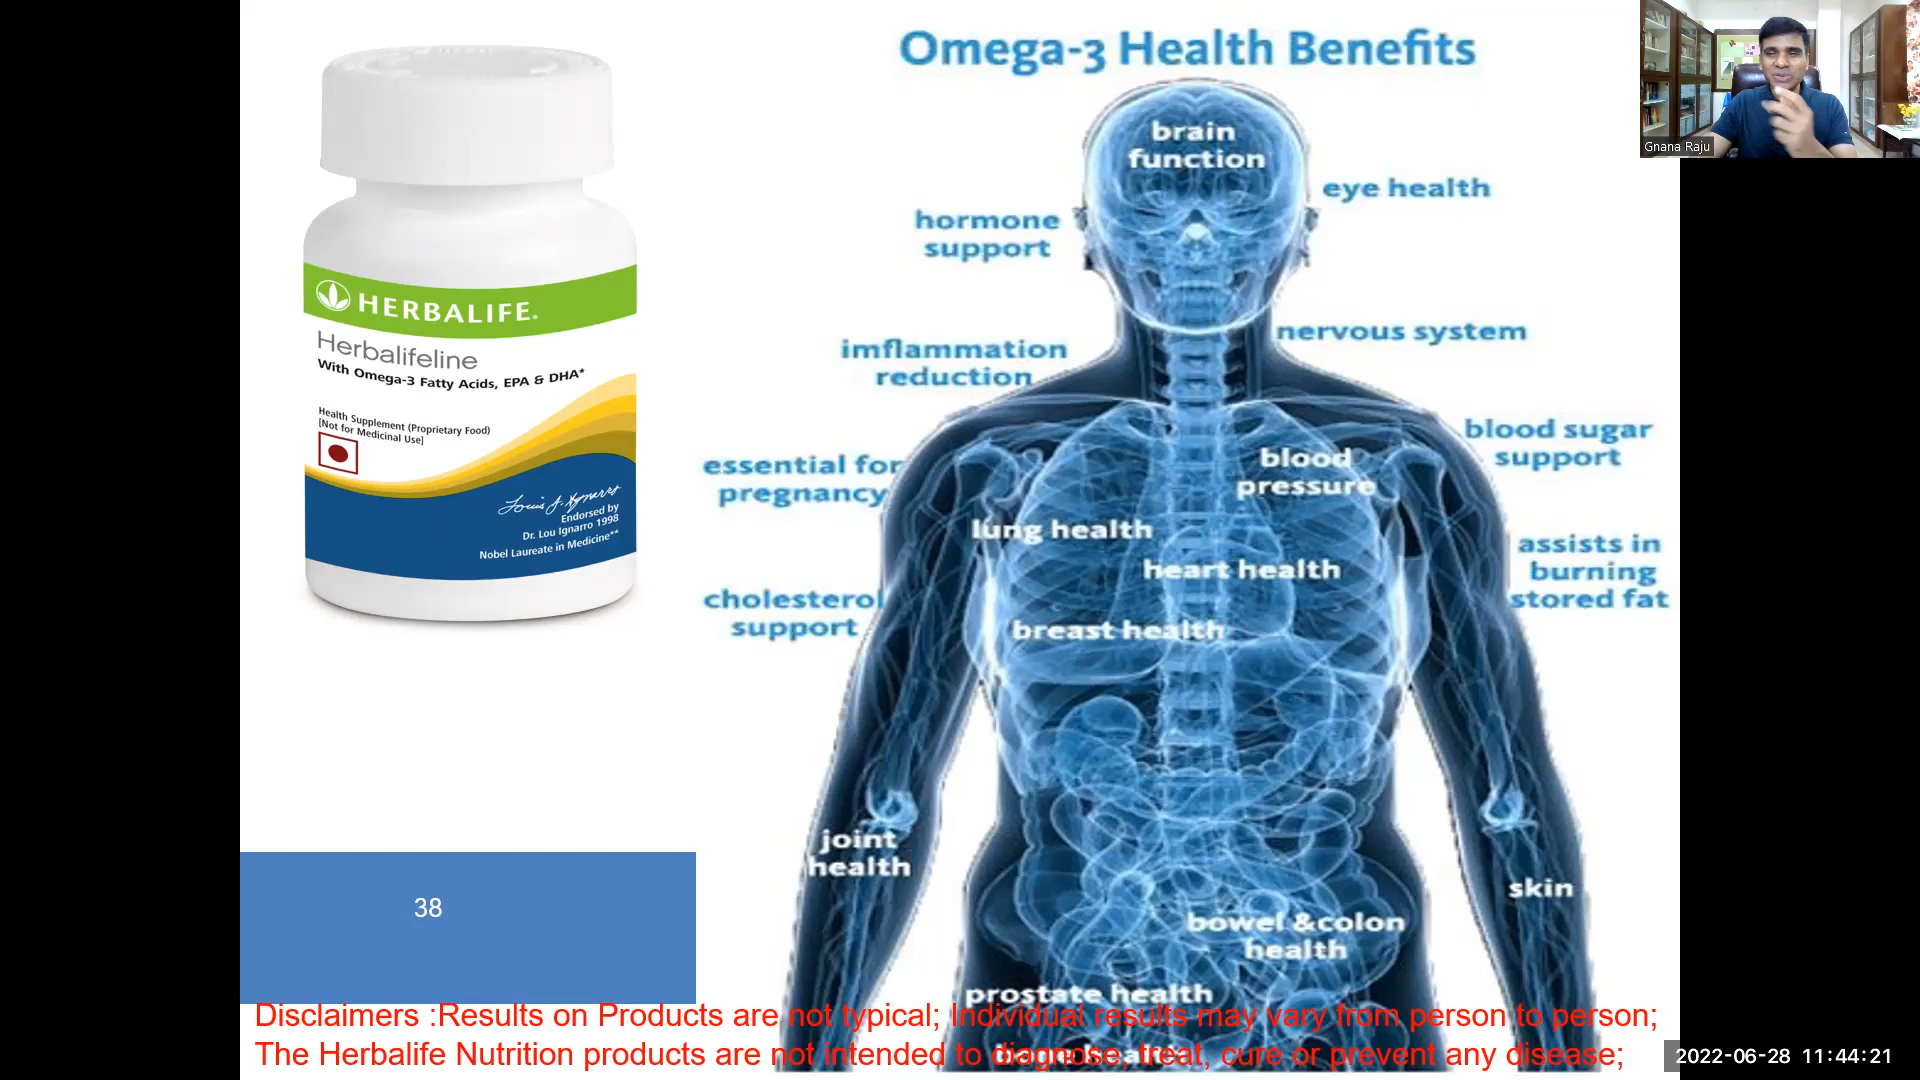 Omega-3 Health Benefits
brain
function
eye health
hormone
support
nervous system
imflammation
reduction
blood sugar
support
essential for
pregnancy
blood
pressure
lung health
heart health
assists in
burning
stored fat
cholesterol
support
breast health
joint
health
skin
bowel &colon
health
prostate health
HERBALIFE.
Herbalifeline
With Omega-3 Fatty Acids, EPA & DHA*
Health Supplement (Proprietary Food)
[Not for Medicinal Use]
Endorsed by
Dr. Lou Ignarro 1998
Nobel Laureate in Medicine**
38
Disclaimers :Results on Products are not typical; Individual results may vary from person to person;
The Herbalife Nutrition products are not intended to diagnose, treat, cure or prevent any disease;
Gnana Raju
2022-06-28 11:44:21